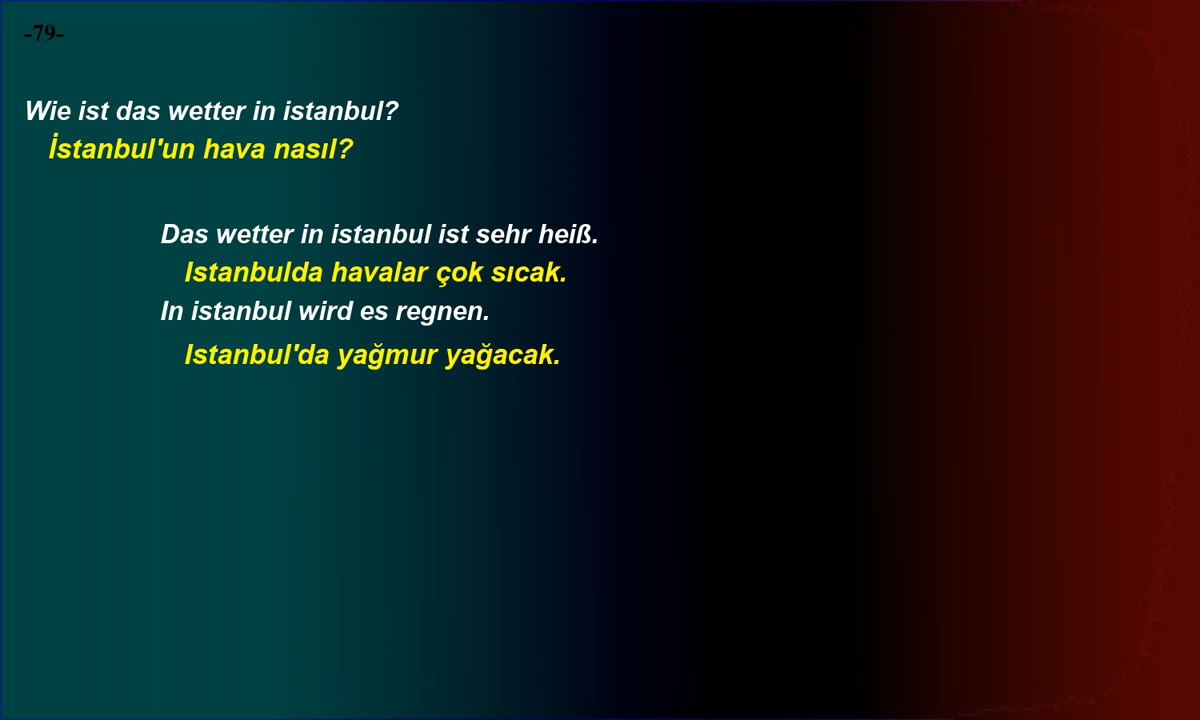 -79-
Wie ist das wetter in istanbul?
İstanbul'un hava nasıl?
Das wetter in istanbul ist sehr heiß.
Istanbulda havalar çok sıcak.
In istanbul wird es regnen.
Istanbul'da yağmur yağacak.